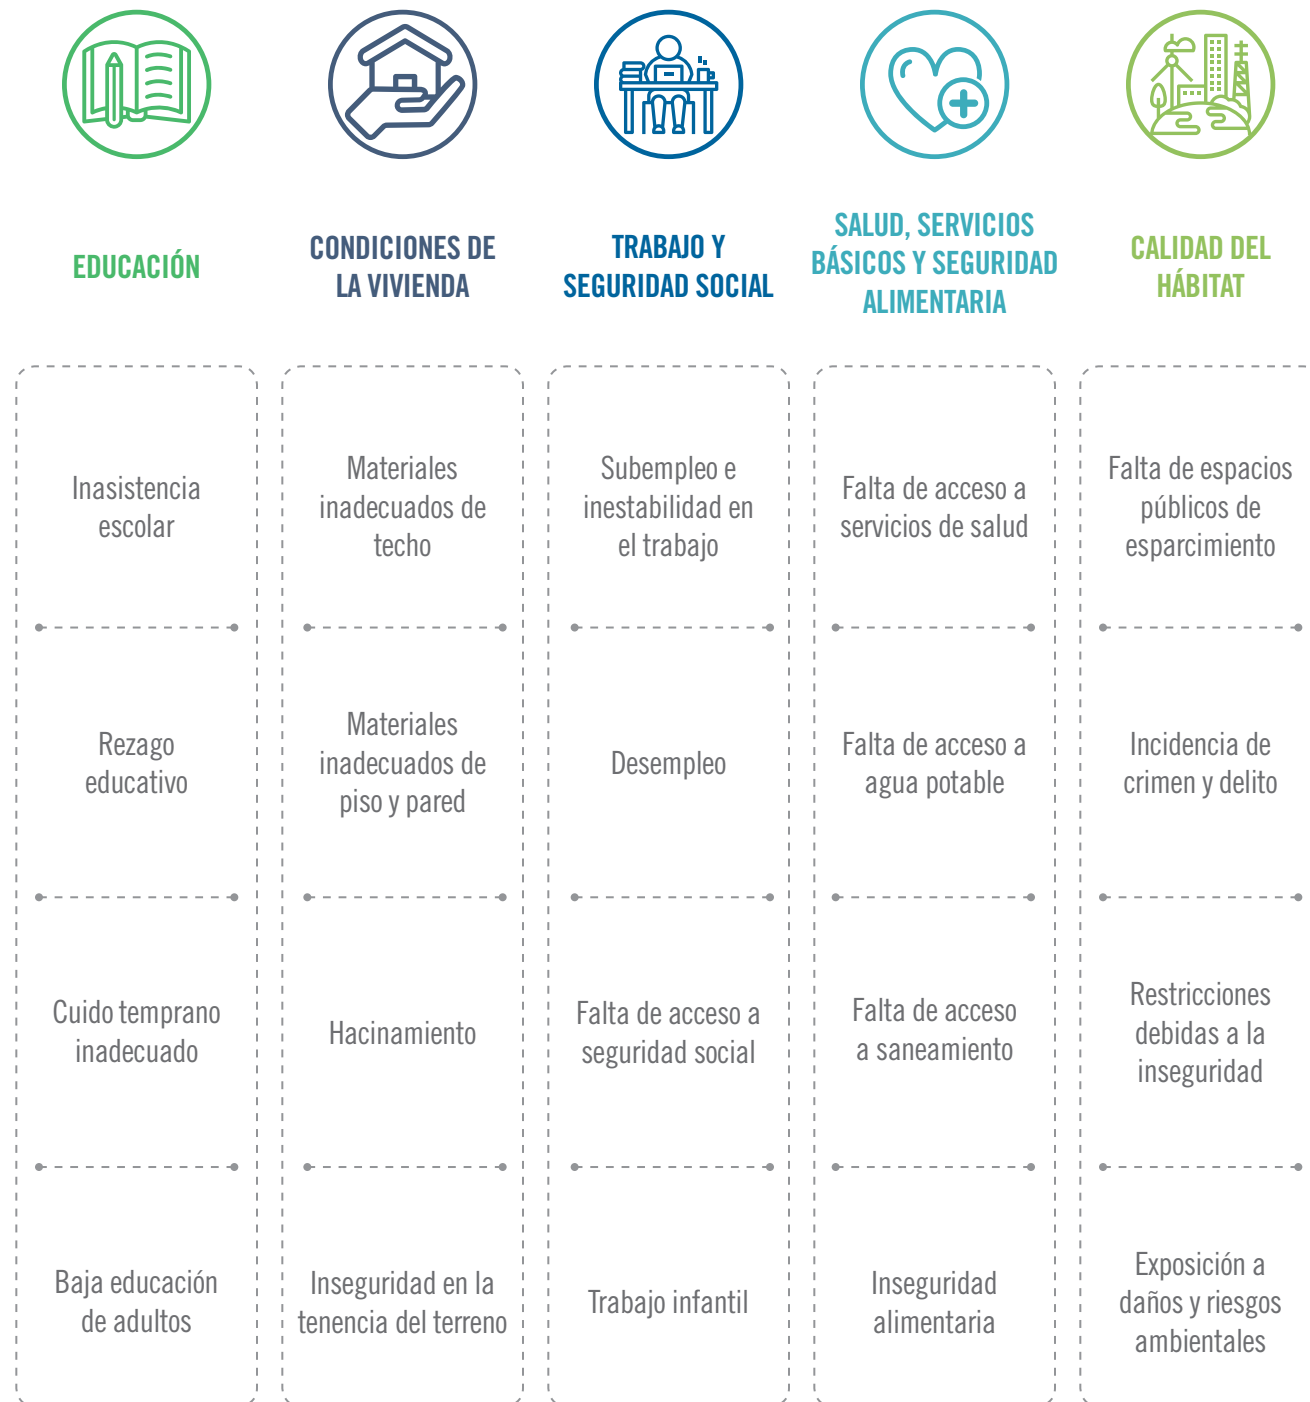 EDUCACIÓN
CONDICIONES DE
LA VIVIENDA
TRABAJO Y
SEGURIDAD SOCIAL
SALUD, SERVICIOS
BÁSICOS Y SEGURIDAD
ALIMENTARIA
CALIDAD DEL
HÁBITAT
Inasistencia
escolar
Materiales
inadecuados de
techo
Subempleo e
inestabilidad en
el trabajo
Falta de acceso a
servicios de salud
Falta de espacios
públicos de
esparcimiento
Rezago
educativo
Materiales
inadecuados de
piso y pared
Desempleo
Falta de acceso a
agua potable
Incidencia de
crimen y delito
Cuido temprano
inadecuado
Hacinamiento
Falta de acceso a
seguridad social
Falta de acceso
a saneamiento
Restricciones
debidas a la
inseguridad
Baja educación
de adultos
Inseguridad en la
tenencia del terreno
Trabajo infantil
Inseguridad
alimentaria
Exposición a
daños y riesgos
ambientales